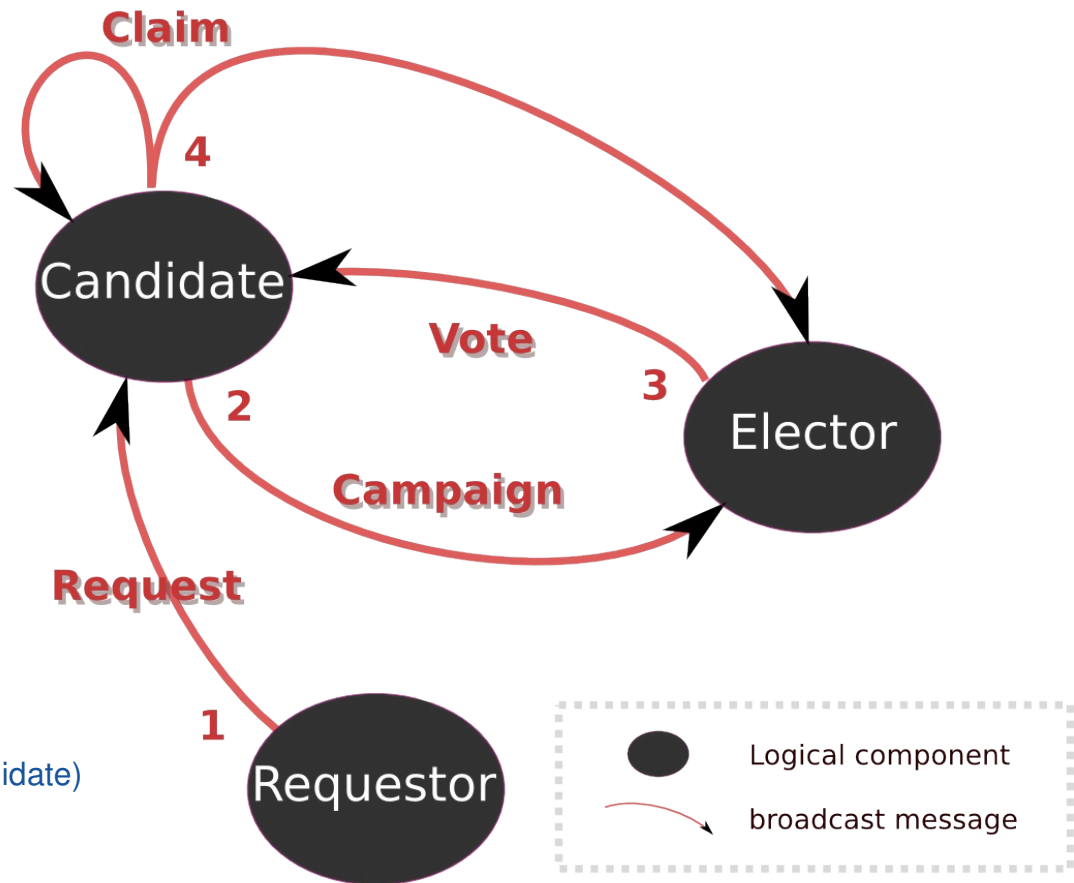 Claim
4
Candidate
Vote
3
2
Elector
Campaign
Request
1
idate)
Requestor
Logical component
broadcast message